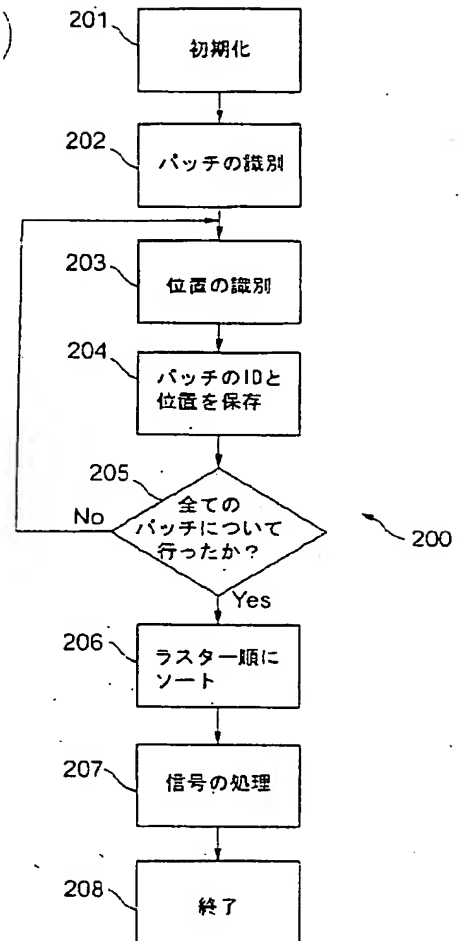 201
初期化
202
パッチの識別
203
位置の識別
204
パッチのIDと
位置を保存
205
全ての
パッチについて
行ったか?
No
200
Yes
206
ラスター順に
ソート
207
信号の処理
208
終了